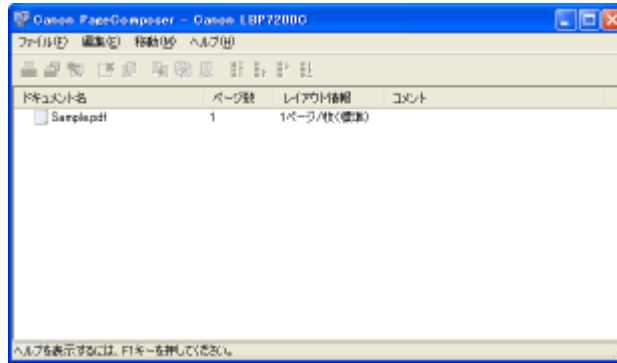 Canon PageComposer - Canon LBP7200C
ファイル(F) 編集(E) 移動(M) ヘルプ(H)
ドキュメント名 ページ数 レイアウト情報 コメント
Sample.pdf 1 1ページ/枚(標準)
ヘルプを表示するには、F1キーを押してください。